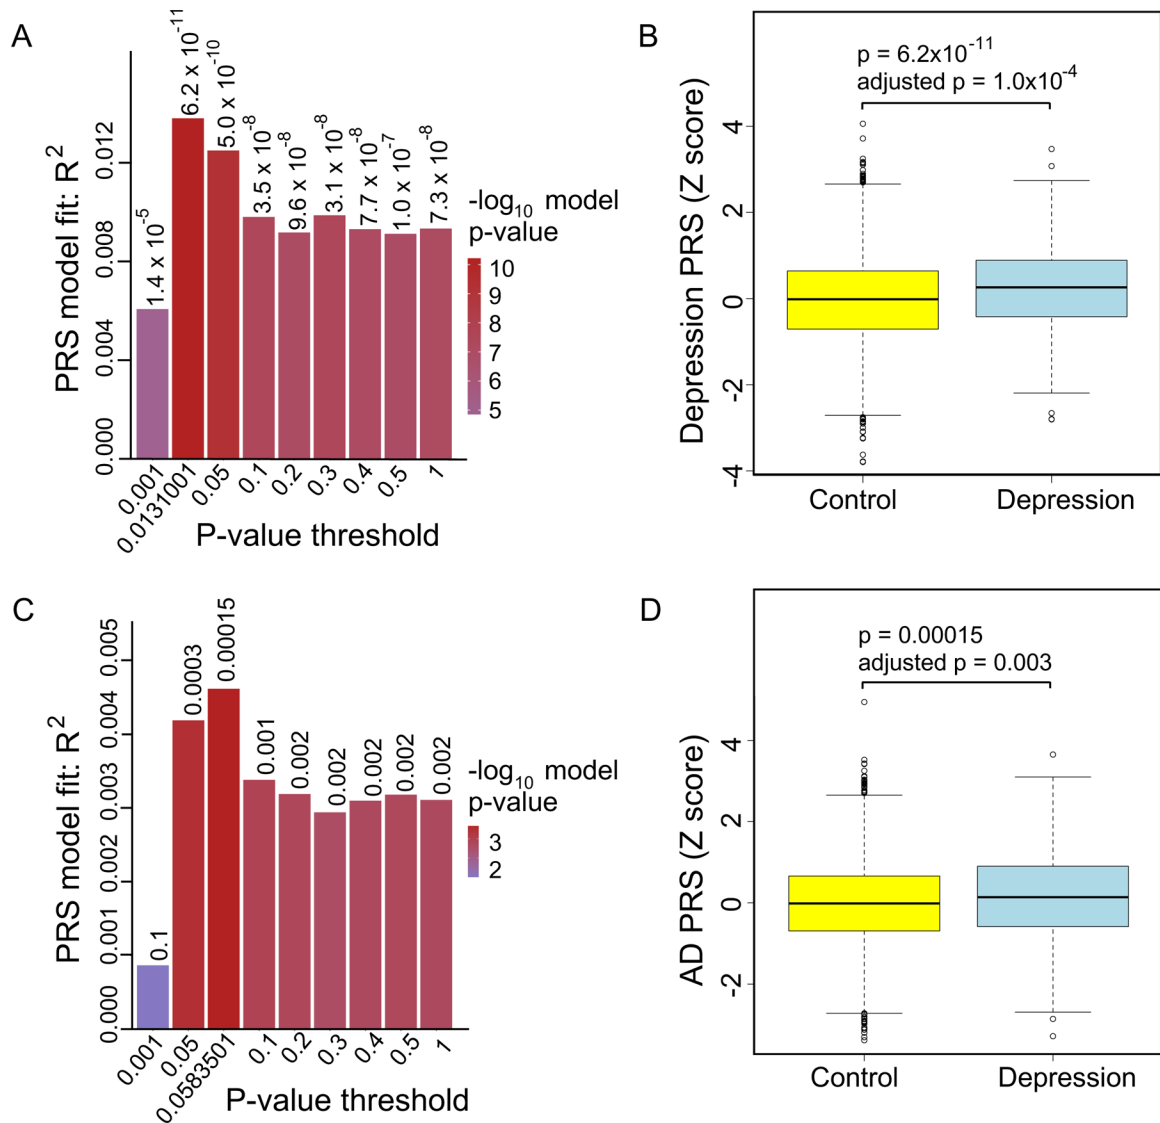 A
PRS model fit: R²
0.012
0.008
0.004
0.000
1.4 x 10⁻⁵
6.2 x 10⁻¹¹
5.0 x 10⁻¹⁰
3.5 x 10⁻⁸
9.6 x 10⁻⁸
3.1 x 10⁻⁸
7.7 x 10⁻⁸
1.0 x 10⁻⁷
7.3 x 10⁻⁸
0.001
0.0131001
0.05
0.1
0.2
0.3
0.4
0.5
1
P-value threshold
-log₁₀ model
p-value
10
9
8
7
6
5
B
Depression PRS (Z score)
p = 6.2x10⁻¹¹
adjusted p = 1.0x10⁻⁴
4
2
0
-2
-4
Control
Depression
C
PRS model fit: R²
0.005
0.004
0.003
0.002
0.001
0.000
0.1
0.0003
0.00015
0.001
0.002
0.002
0.002
0.002
0.002
0.001
0.05
0.0583501
0.1
0.2
0.3
0.4
0.5
1
P-value threshold
-log₁₀ model
p-value
3
2
D
AD PRS (Z score)
p = 0.00015
adjusted p = 0.003
4
2
0
-2
Control
Depression